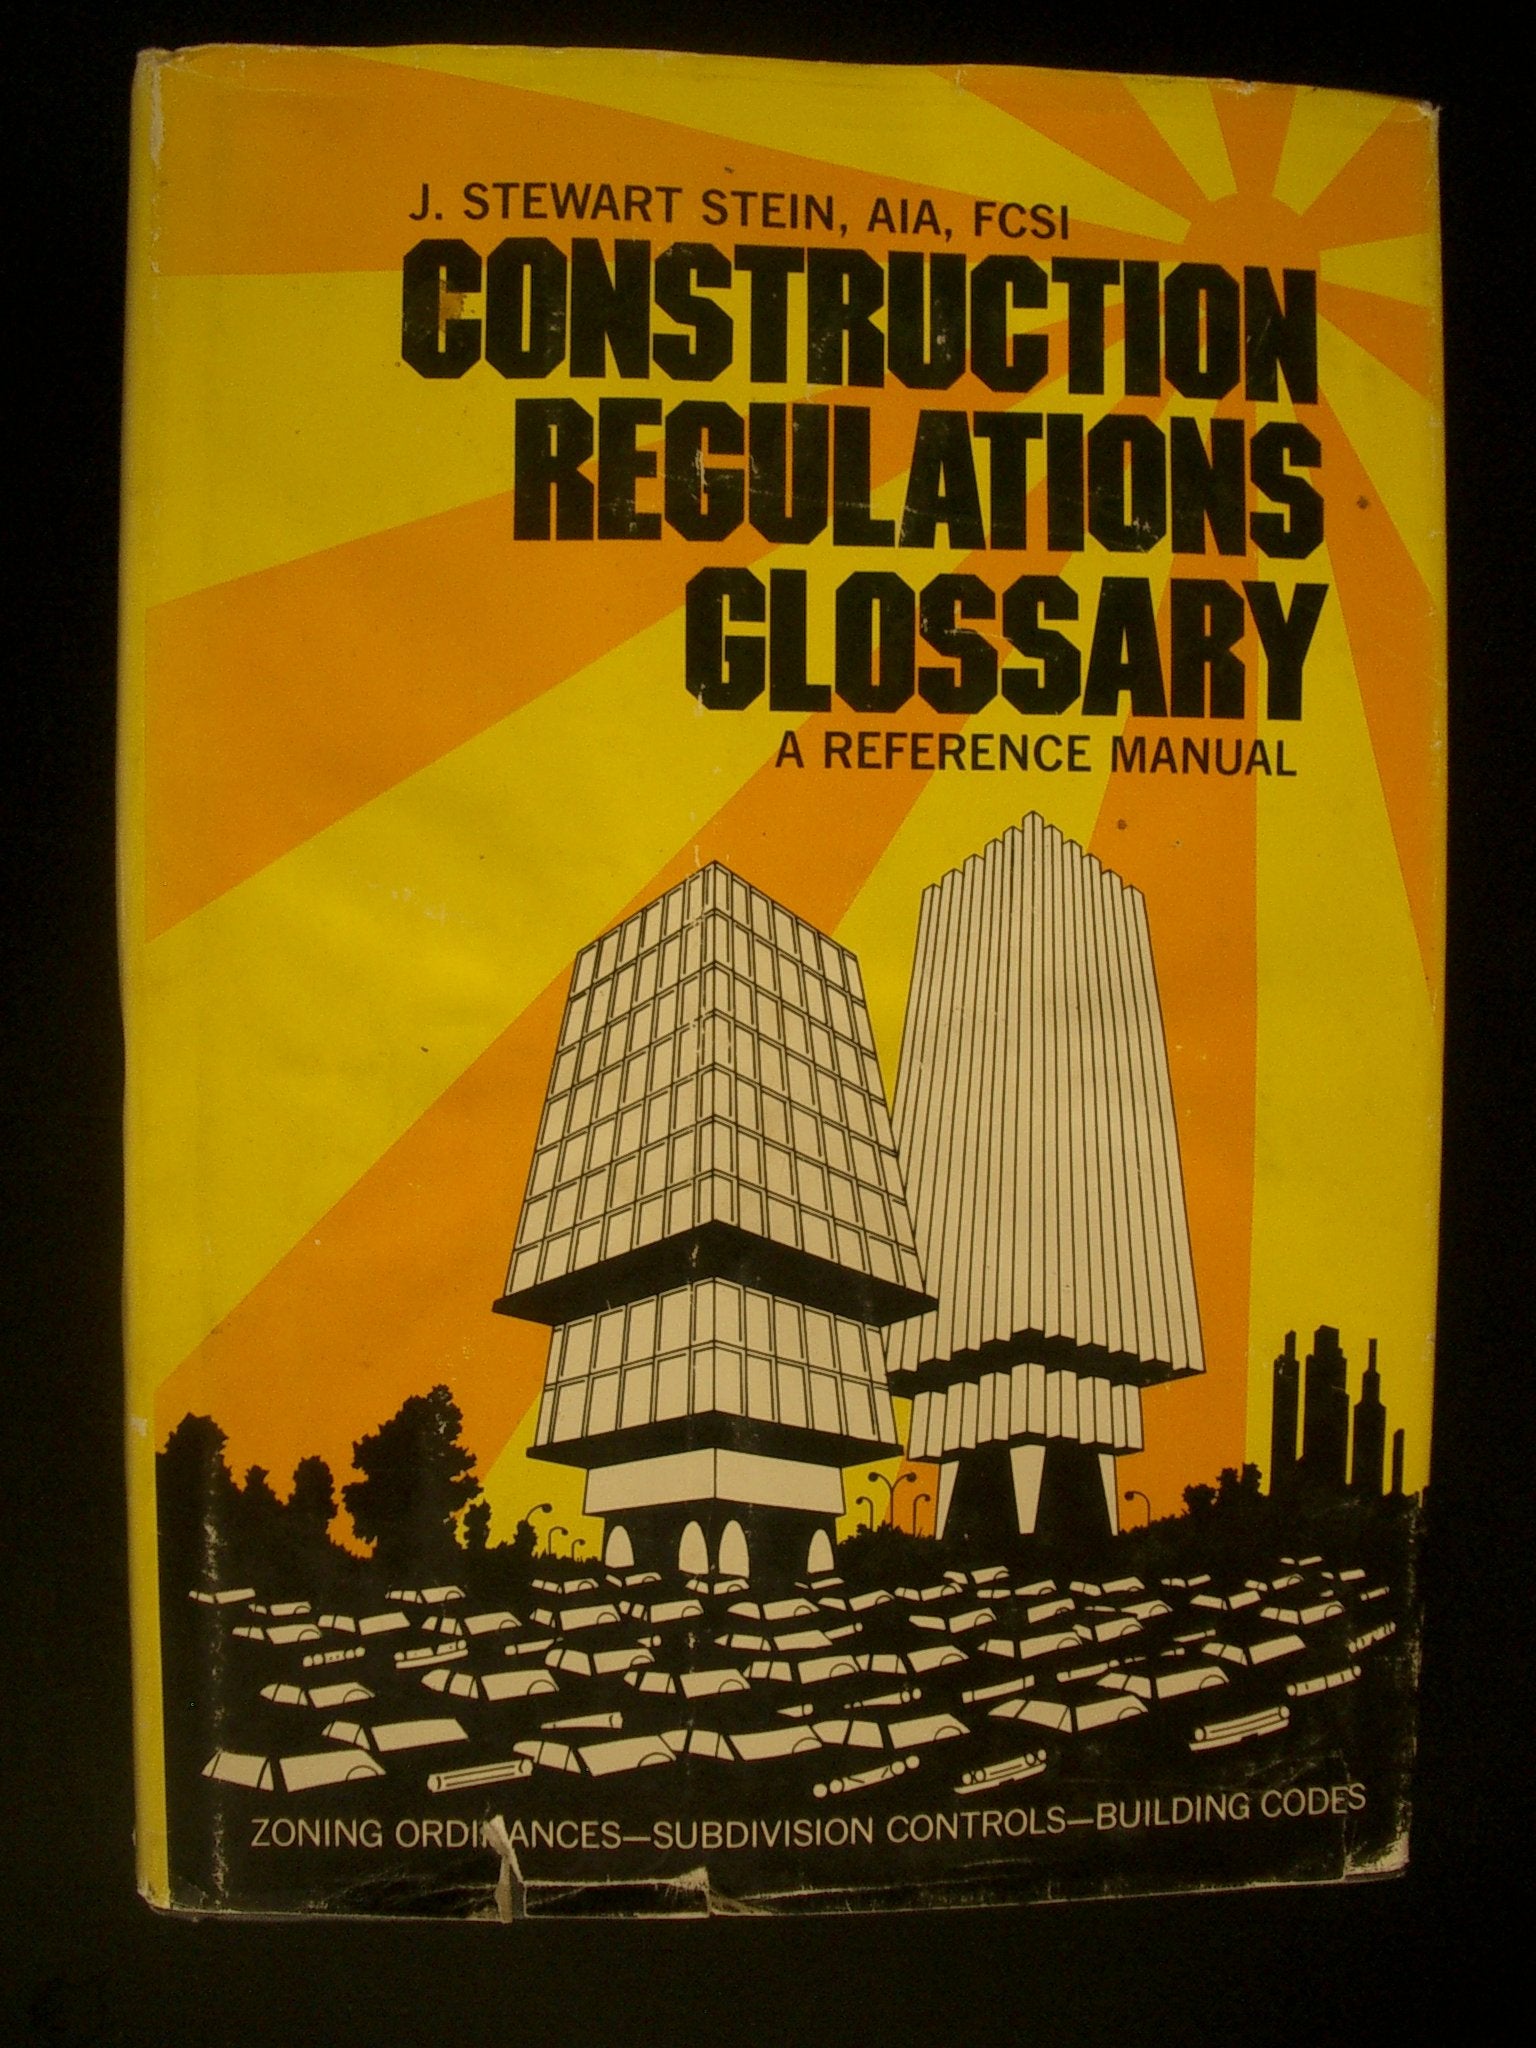 J. STEWART STEIN, AIA, FCSI
CONSTRUCTION
REGULATIONS
GLOSSARY
A REFERENCE MANUAL
ZONING ORDINANCES—SUBDIVISION CONTROLS—BUILDING CODES